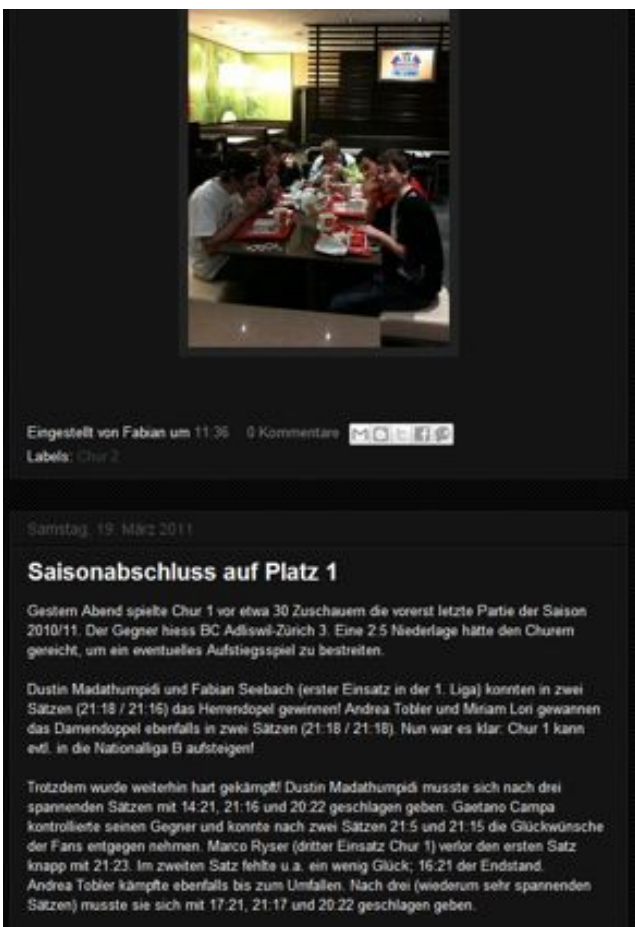 Eingestellt von Fabian um 11:36 0 Kommentare
Labels: Chur 2
Samstag, 19. März 2011
Saisonabschluss auf Platz 1
Gestern Abend spielte Chur 1 vor etwa 30 Zuschauern die vorerst letzte Partie der Saison
2010/11. Der Gegner hiess BC Adliswil-Zürich 3. Eine 2:5 Niederlage hätte den Churern
gereicht, um ein eventuelles Aufstiegsspiel zu bestreiten.
Dustin Madathumpidi und Fabian Seebach (erster Einsatz in der 1. Liga) konnten in zwei
Sätzen (21:18 / 21:16) das Herrendopel gewinnen! Andrea Tobler und Miriam Lori gewannen
das Damendoppel ebenfalls in zwei Sätzen (21:18 / 21:18). Nun war es klar: Chur 1 kann
evtl. in die Nationalliga B aufsteigen!
Trotzdem wurde weiterhin hart gekämpft! Dustin Madathumpidi musste sich nach drei
spannenden Sätzen mit 14:21, 21:16 und 20:22 geschlagen geben. Gaetano Campa
kontrollierte seinen Gegner und konnte nach zwei Sätzen 21:5 und 21:15 die Glückwünsche
der Fans entgegen nehmen. Marco Ryser (dritter Einsatz Chur 1) verlor den ersten Satz
knapp mit 21:23. Im zweiten Satz fehlte u.a. ein wenig Glück; 16:21 der Endstand.
Andrea Tobler kämpfte ebenfalls bis zum Umfallen. Nach drei (wiederum sehr spannenden
Sätzen) musste sie sich mit 17:21, 21:17 und 20:22 geschlagen geben.